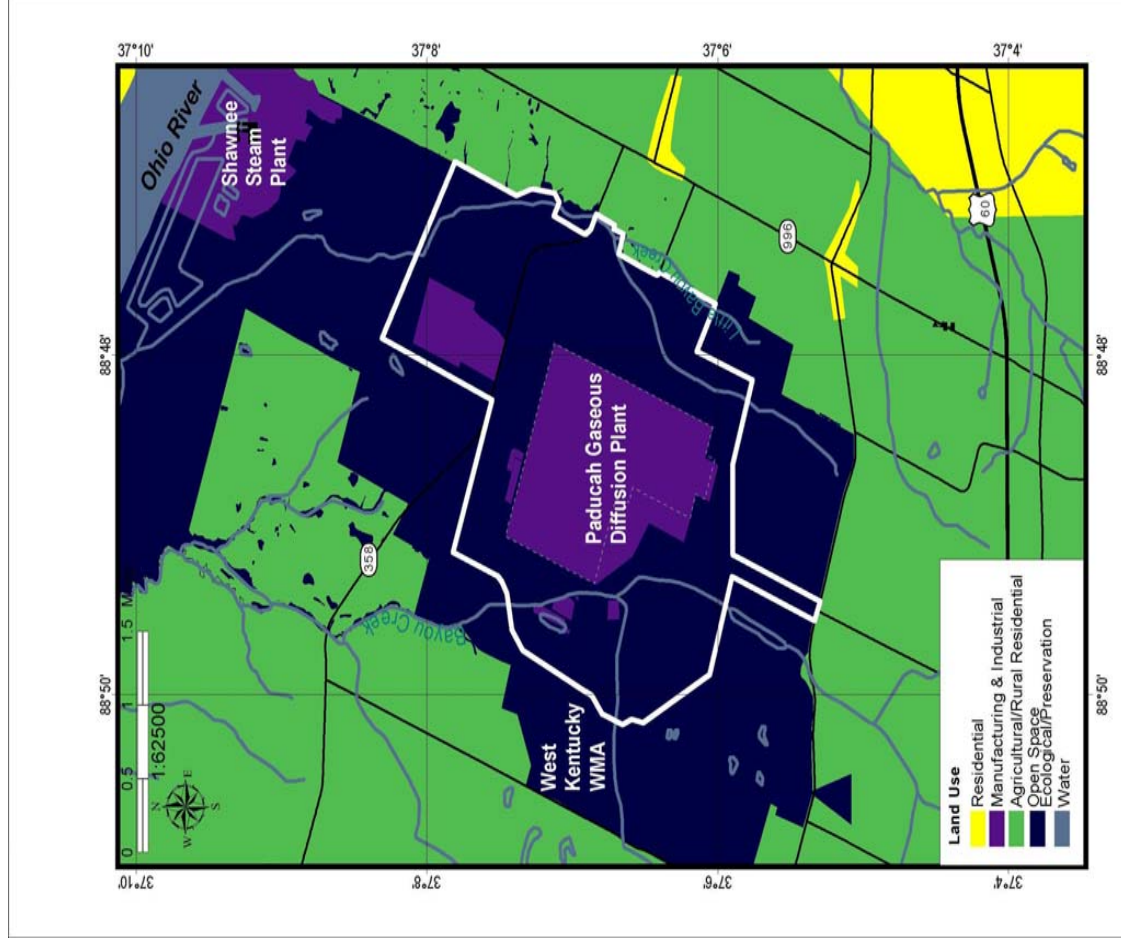 37°10'
37°8'
37°6'
37°4'
Ohio River
Shawnee
Steam
Plant
60
996
Little Bayou Creek
88°48'
88°48'
Paducah Gaseous
Diffusion Plant
358
Bayou Creek
88°50'
88°50'
West
Kentucky
WMA
0 0.5 1 1.5 M
1:62500
N
E
S
W
Land Use
Residential
Manufacturing & Industrial
Agricultural/Rural Residential
Open Space
Ecological/Preservation
Water
37°10'
37°8'
37°6'
37°4'